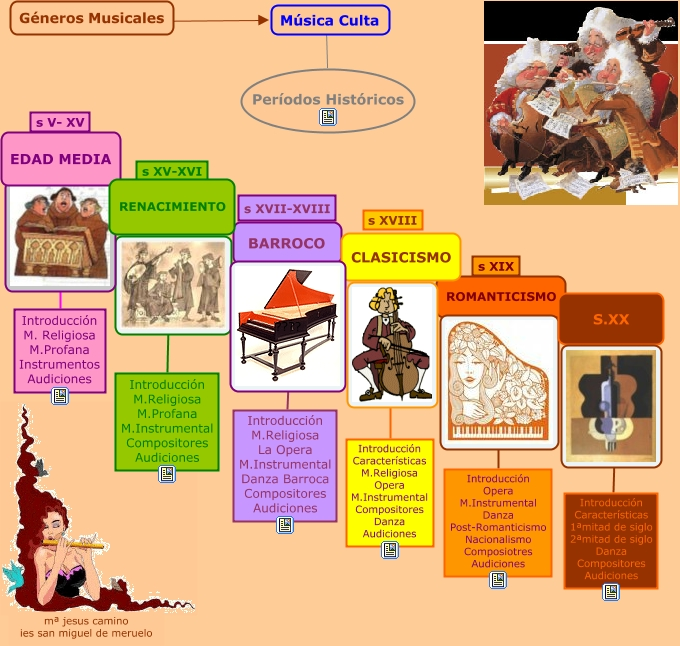 Géneros Musicales
Música Culta
Períodos Históricos
s V- XV
EDAD MEDIA
Introducción
M. Religiosa
M.Profana
Instrumentos
Audiciones
s XV-XVI
RENACIMIENTO
Introducción
M.Religiosa
M.Profana
M.Instrumental
Compositores
Audiciones
s XVII-XVIII
BARROCO
Introducción
M.Religiosa
La Opera
M.Instrumental
Danza Barroca
Compositores
Audiciones
s XVIII
CLASICISMO
Introducción
Características
M.Religiosa
Opera
M.Instrumental
Compositores
Danza
Audiciones
s XIX
ROMANTICISMO
Introducción
Opera
M.Instrumental
Danza
Post-Romanticismo
Nacionalismo
Composiotres
Audiciones
S.XX
Introducción
Características
1ªmitad de siglo
2ªmitad de siglo
Danza
Compositores
Audiciones
mª jesus camino
ies san miguel de meruelo